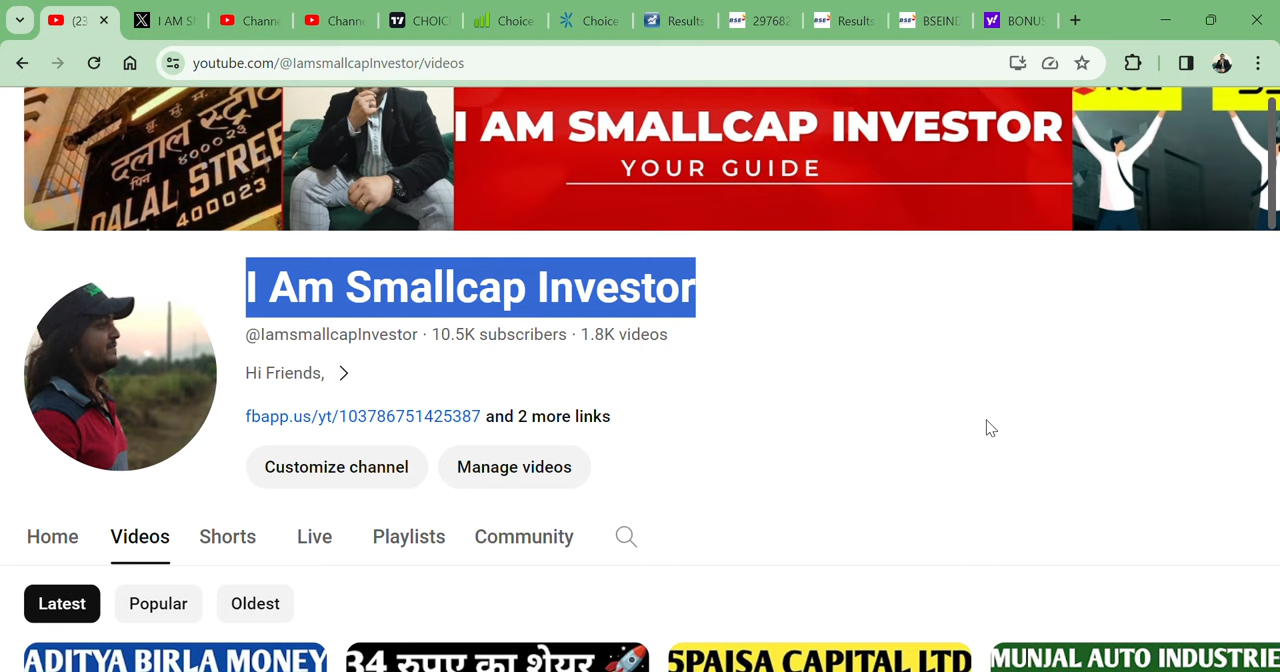 (23
I AM S
Chann
Chann
CHOIC
Choice
Choice
Results
297682
Results
BSEIND
BONUS
youtube.com/@IamsmallcapInvestor/videos
दलाल स्ट्रीट
पिन ४०००२३
DALAL STREE
400023
I AM SMALLCAP INVESTOR
YOUR GUIDE
I Am Smallcap Investor
@IamsmallcapInvestor · 10.5K subscribers · 1.8K videos
Hi Friends,
fbapp.us/yt/103786751425387 and 2 more links
Customize channel
Manage videos
Home
Videos
Shorts
Live
Playlists
Community
Latest
Popular
Oldest
ADITYA BIRLA MONEY
34 रुपए का शेयर
5PAISA CAPITAL LTD
MUNJAL AUTO INDUSTRIE